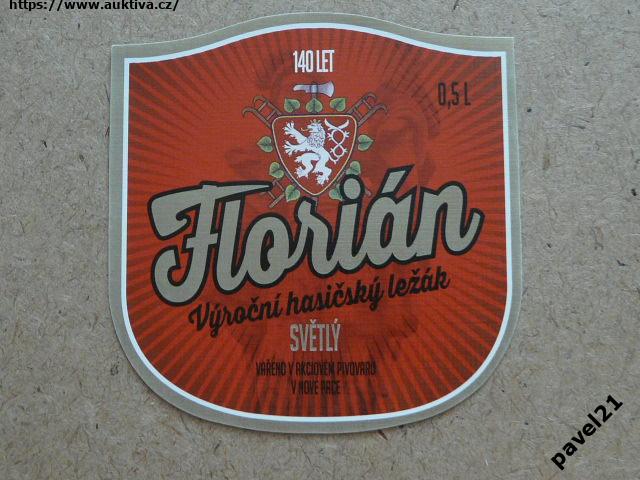 https://www.auktiva.cz/
140 LET
0,5 L
Florián
Výroční hasičský ležák
SVĚTLÝ
VAŘENO V AKCIOVÉM PIVOVARU
V NOVÉ PACE
pavel21